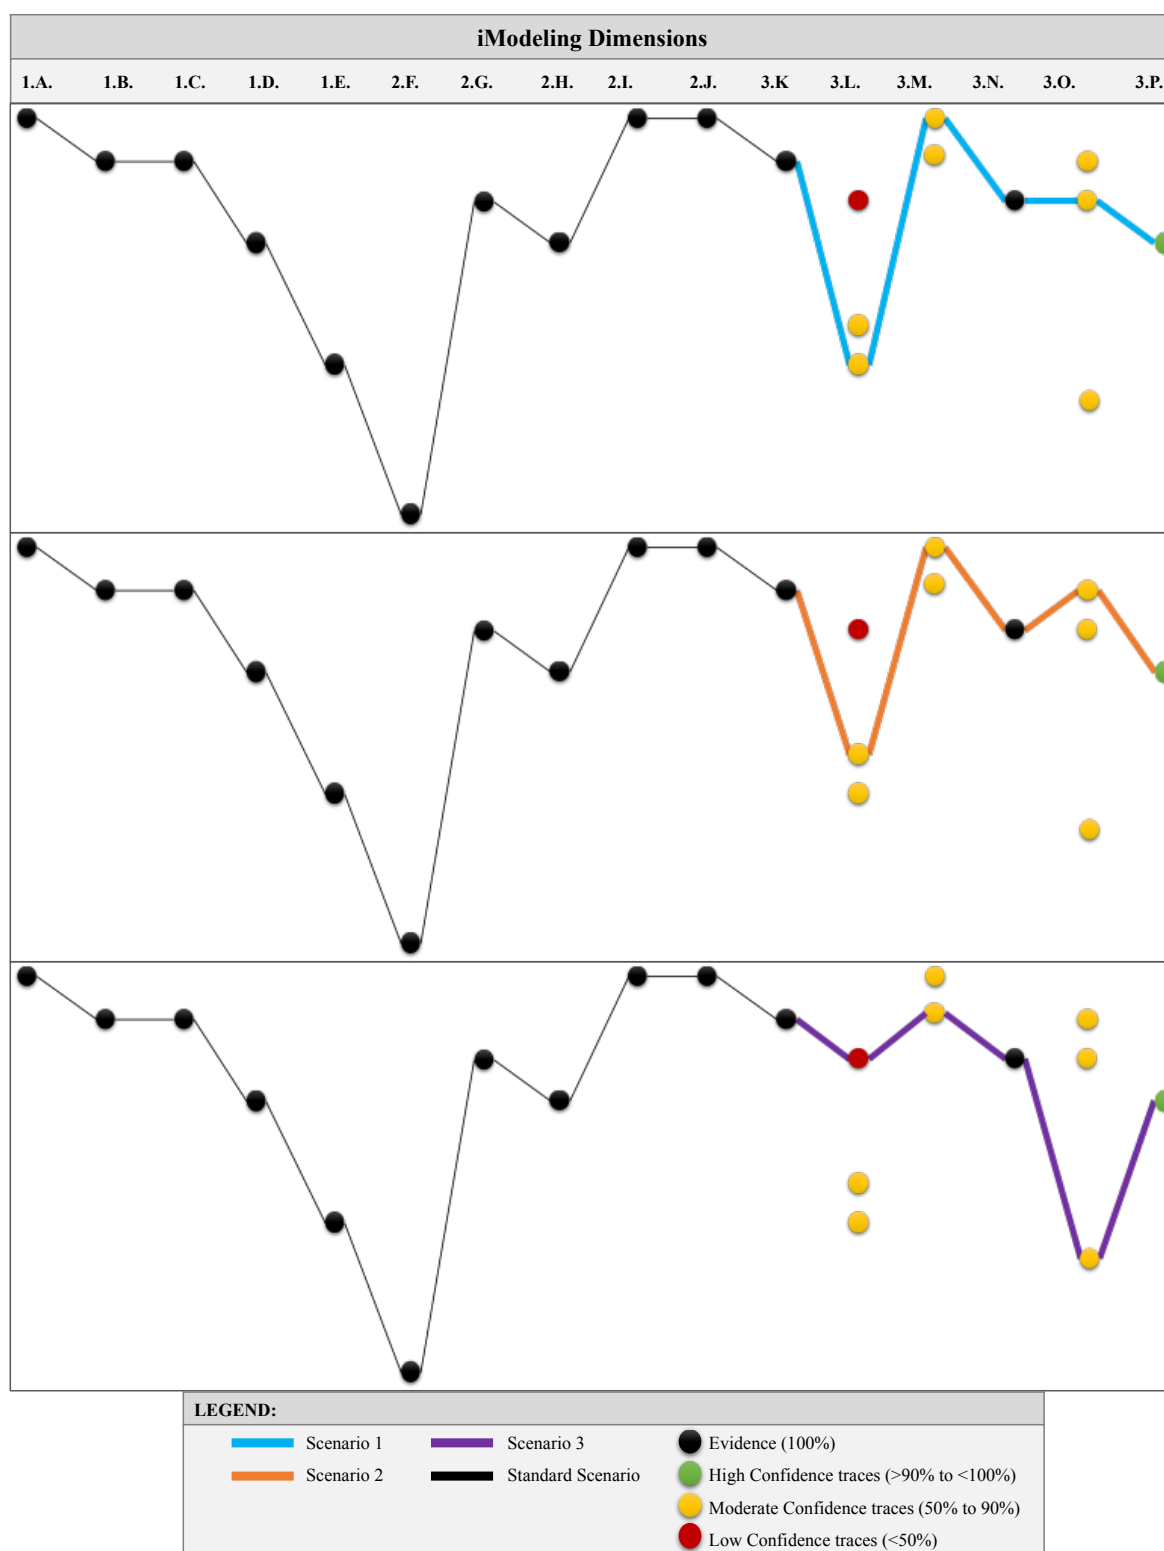 iModeling Dimensions
1.A. 1.B. 1.C. 1.D. 1.E. 2.F. 2.G. 2.H. 2.I. 2.J. 3.K 3.L. 3.M. 3.N. 3.O. 3.P.
LEGEND:
Scenario 1 Scenario 3 Evidence (100%)
Scenario 2 Standard Scenario High Confidence traces (>90% to <100%)
Moderate Confidence traces (50% to 90%)
Low Confidence traces (<50%)